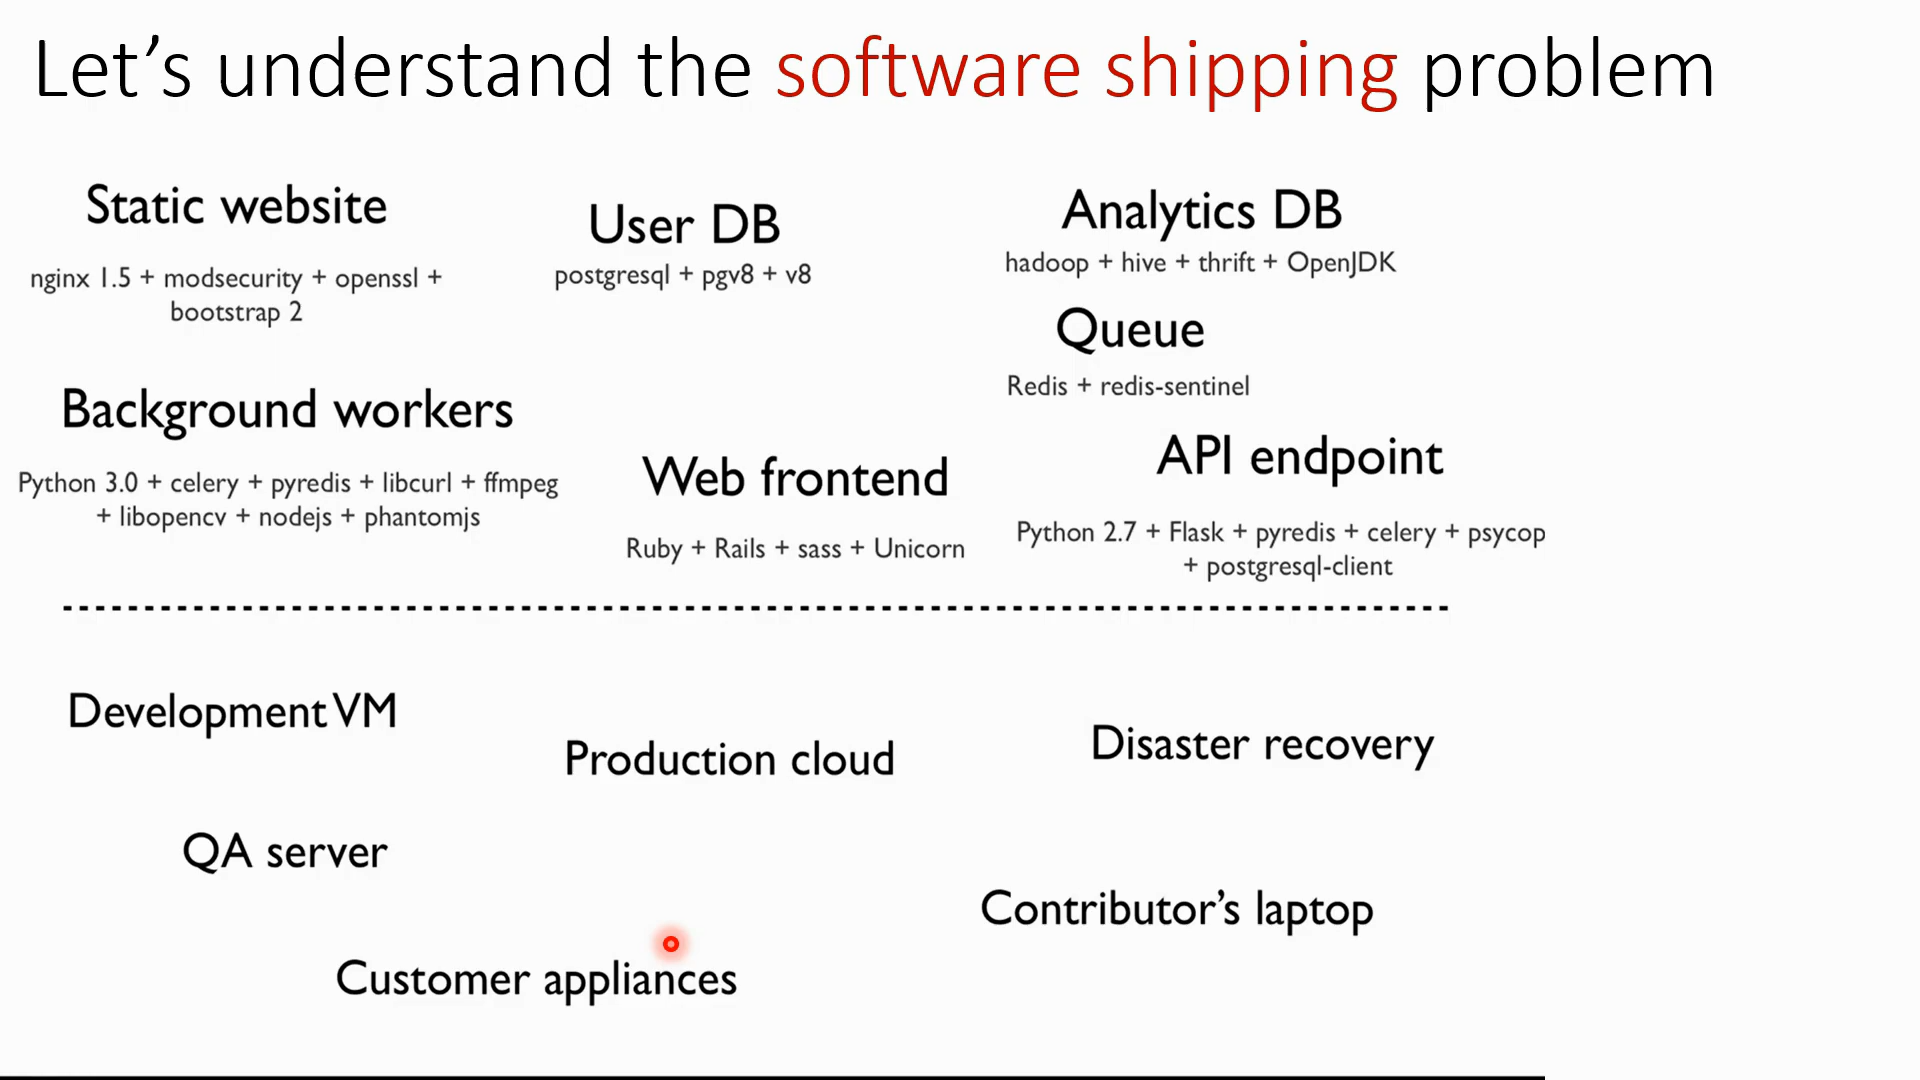 Let's understand the software shipping problem
Static website
nginx 1.5 + modsecurity + openssl +
bootstrap 2
User DB
postgresql + pgv8 + v8
Analytics DB
hadoop + hive + thrift + OpenJDK
Queue
Redis + redis-sentinel
Background workers
Python 3.0 + celery + pyredis + libcurl + ffmpeg
+ libopencv + nodejs + phantomjs
Web frontend
Ruby + Rails + sass + Unicorn
API endpoint
Python 2.7 + Flask + pyredis + celery + psycop
+ postgresql-client
Development VM
Production cloud
Disaster recovery
QA server
Contributor's laptop
Customer appliances